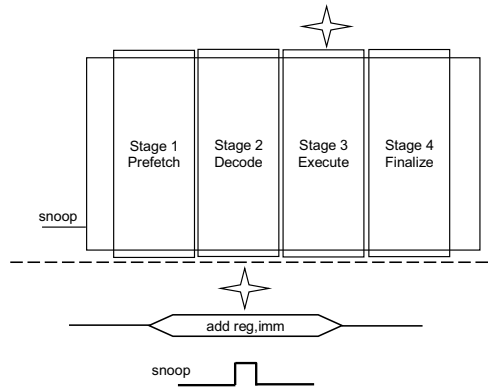 Stage 1
Prefetch
Stage 2
Decode
Stage 3
Execute
Stage 4
Finalize
snoop
add reg,imm
snoop